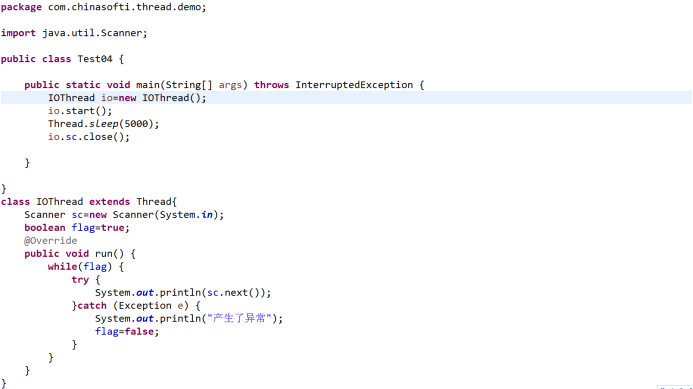 package com.chinasofti.thread.demo;
import java.util.Scanner;
public class Test04 {
public static void main(String[] args) throws InterruptedException {
IOThread io=new IOThread();
io.start();
Thread.sleep(5000);
io.sc.close();
}
}
class IOThread extends Thread{
Scanner sc=new Scanner(System.in);
boolean flag=true;
@Override
public void run() {
while(flag) {
try {
System.out.println(sc.next());
}catch (Exception e) {
System.out.println("产生了异常");
flag=false;
}
}
}
}